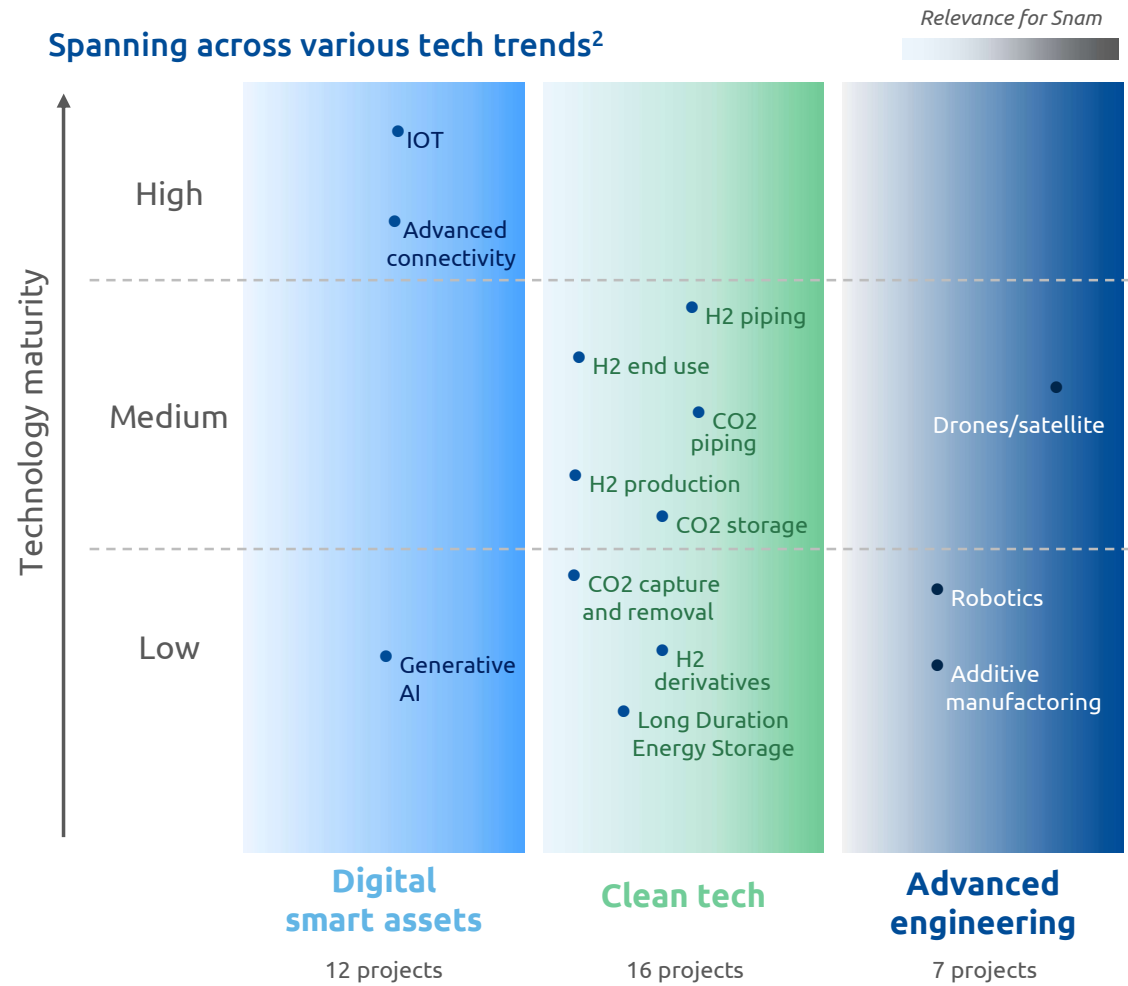 Relevance for Snam
Spanning across various tech trends2
Technology maturity
High
Medium
Low
IOT
Advanced
connectivity
Generative
AI
H2 piping
H2 end use
CO2
piping
H2 production
CO2 storage
CO2 capture
and removal
H2
derivatives
Long Duration
Energy Storage
Drones/satellite
Robotics
Additive
manufactoring
Digital
smart assets
12 projects
Clean tech
16 projects
Advanced
engineering
7 projects